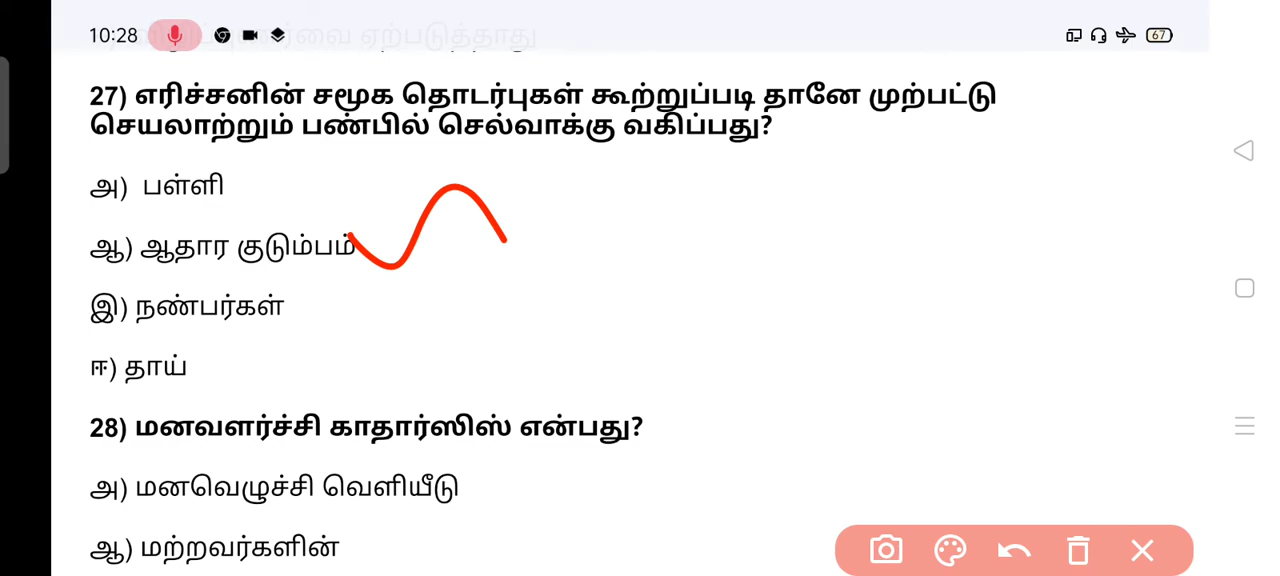 10:28
67
27) எரிச்சனின் சமூக தொடர்புகள் கூற்றுப்படி தானே முற்பட்டு
செயலாற்றும் பண்பில் செல்வாக்கு வகிப்பது?
அ) பள்ளி
ஆ) ஆதார குடும்பம்
இ) நண்பர்கள்
ஈ) தாய்
28) மனவளர்ச்சி காதார்ஸிஸ் என்பது?
அ) மனவெழுச்சி வெளியீடு
ஆ) மற்றவர்களின்